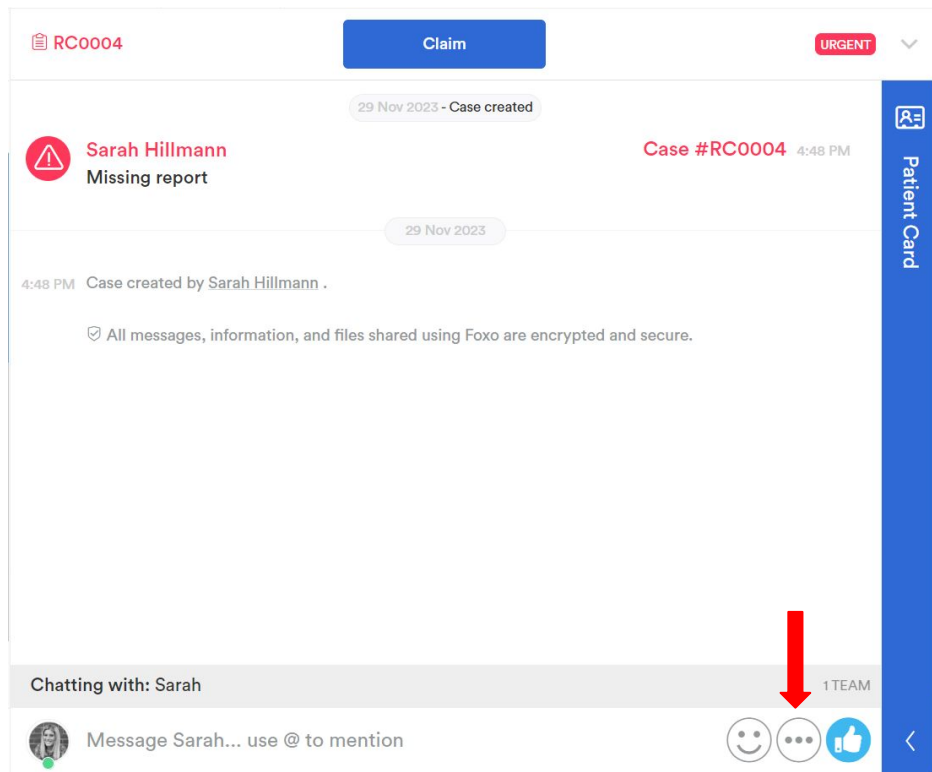 RC0004
Claim
URGENT
29 Nov 2023 - Case created
Sarah Hillmann
Case #RC0004 4:48 PM
Missing report
Patient Card
29 Nov 2023
4:48 PM Case created by Sarah Hillmann .
All messages, information, and files shared using Foxo are encrypted and secure.
Chatting with: Sarah
1 TEAM
Message Sarah... use @ to mention